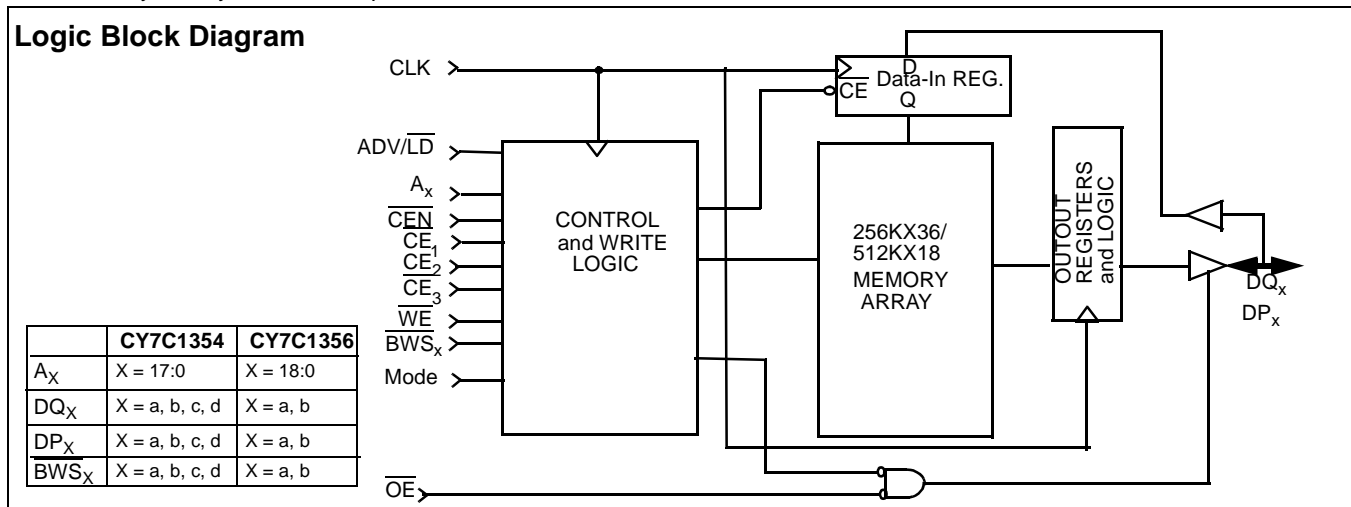 Logic Block Diagram
CLK
D
CE Data-In REG.
Q
ADV/LD
Ax
CEN
CE1
CE2
CE3
WE
BWSx
Mode
CONTROL
and WRITE
LOGIC
256KX36/
512KX18
MEMORY
ARRAY
OUTOUT
REGISTERS
and LOGIC
DQx
DPx
CY7C1354 CY7C1356
AX X = 17:0 X = 18:0
DQX X = a, b, c, d X = a, b
DPX X = a, b, c, d X = a, b
BWSX X = a, b, c, d X = a, b
OE